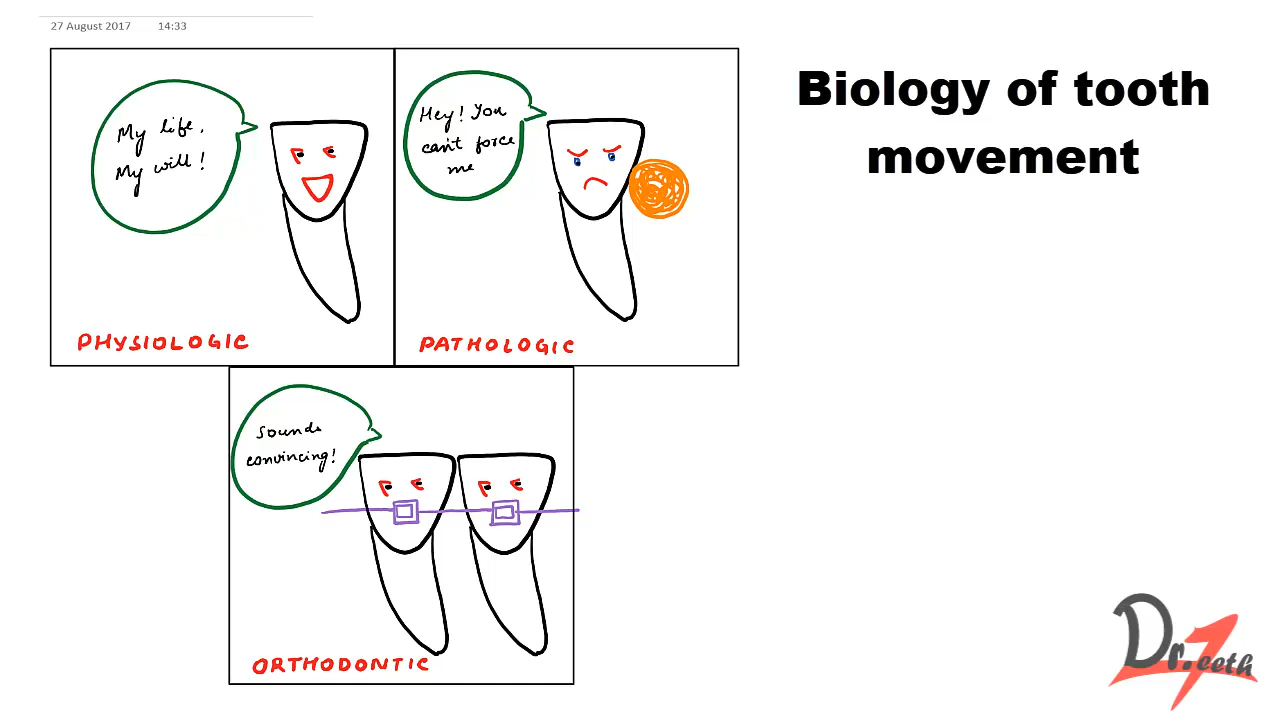 27 August 2017 14:33
Biology of tooth
movement
My life,
My will!
Hey! You
can't force
me
PHYSIOLOGIC
PATHOLOGIC
Sounds
convincing!
ORTHODONTIC
Dr.Teeth